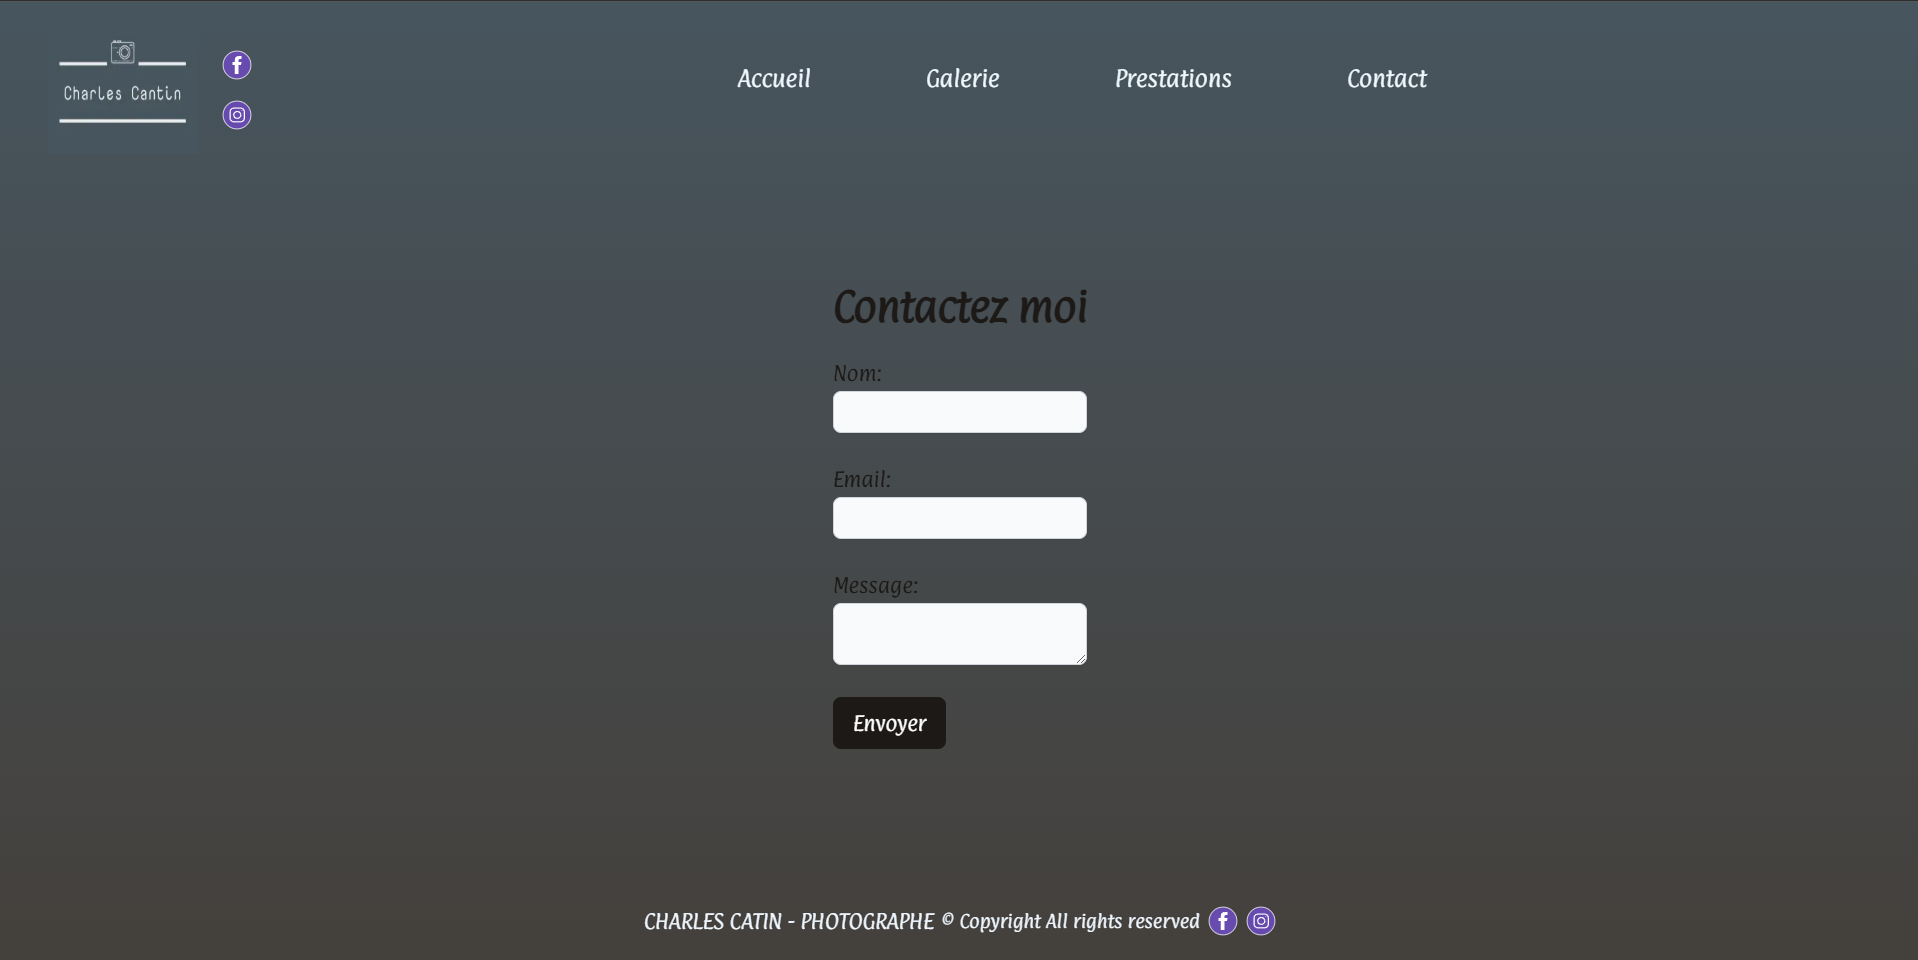 Charles Cantin
Accueil
Galerie
Prestations
Contact
Contactez moi
Nom:
Email:
Message:
Envoyer
CHARLES CATIN - PHOTOGRAPHE © Copyright All rights reserved